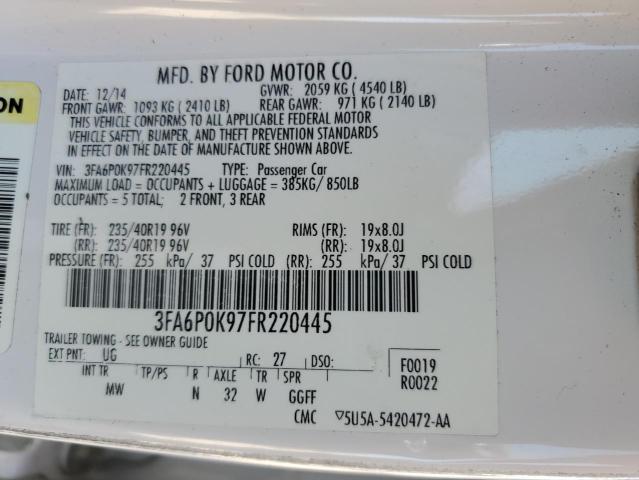 ON
MFD. BY FORD MOTOR CO.
DATE: 12/14 GVWR: 2059 KG ( 4540 LB)
FRONT GAWR: 1093 KG ( 2410 LB) REAR GAWR: 971 KG ( 2140 LB)
THIS VEHICLE CONFORMS TO ALL APPLICABLE FEDERAL MOTOR
VEHICLE SAFETY, BUMPER, AND THEFT PREVENTION STANDARDS
IN EFFECT ON THE DATE OF MANUFACTURE SHOWN ABOVE.
VIN: 3FA6P0K97FR220445 TYPE: Passenger Car
MAXIMUM LOAD = OCCUPANTS + LUGGAGE = 385KG/ 850LB
OCCUPANTS = 5 TOTAL: 2 FRONT, 3 REAR
TIRE (FR): 235/40R19 96V RIMS (FR): 19x8.0J
(RR): 235/40R19 96V (RR): 19x8.0J
PRESSURE (FR): 255 kPa/ 37 PSI COLD (RR): 255 kPa/ 37 PSI COLD
3FA6P0K97FR220445
TRAILER TOWING - SEE OWNER GUIDE
EXT PNT: UG RC: 27 DSO: F0019
INT TR TP/PS R AXLE TR SPR R0022
MW N 32 W GGFF
CMC ▽5U5A-5420472-AA